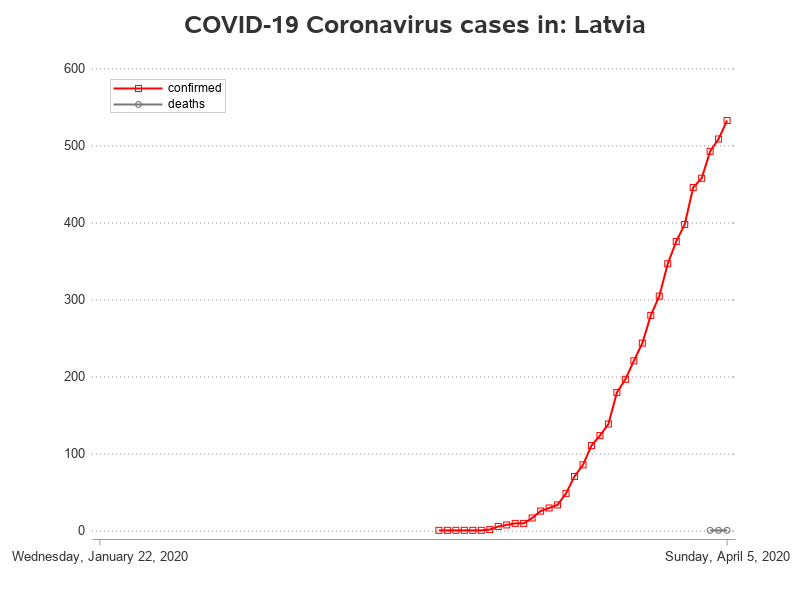 COVID-19 Coronavirus cases in: Latvia
600
confirmed
deaths
500
400
300
200
100
0
Wednesday, January 22, 2020
Sunday, April 5, 2020